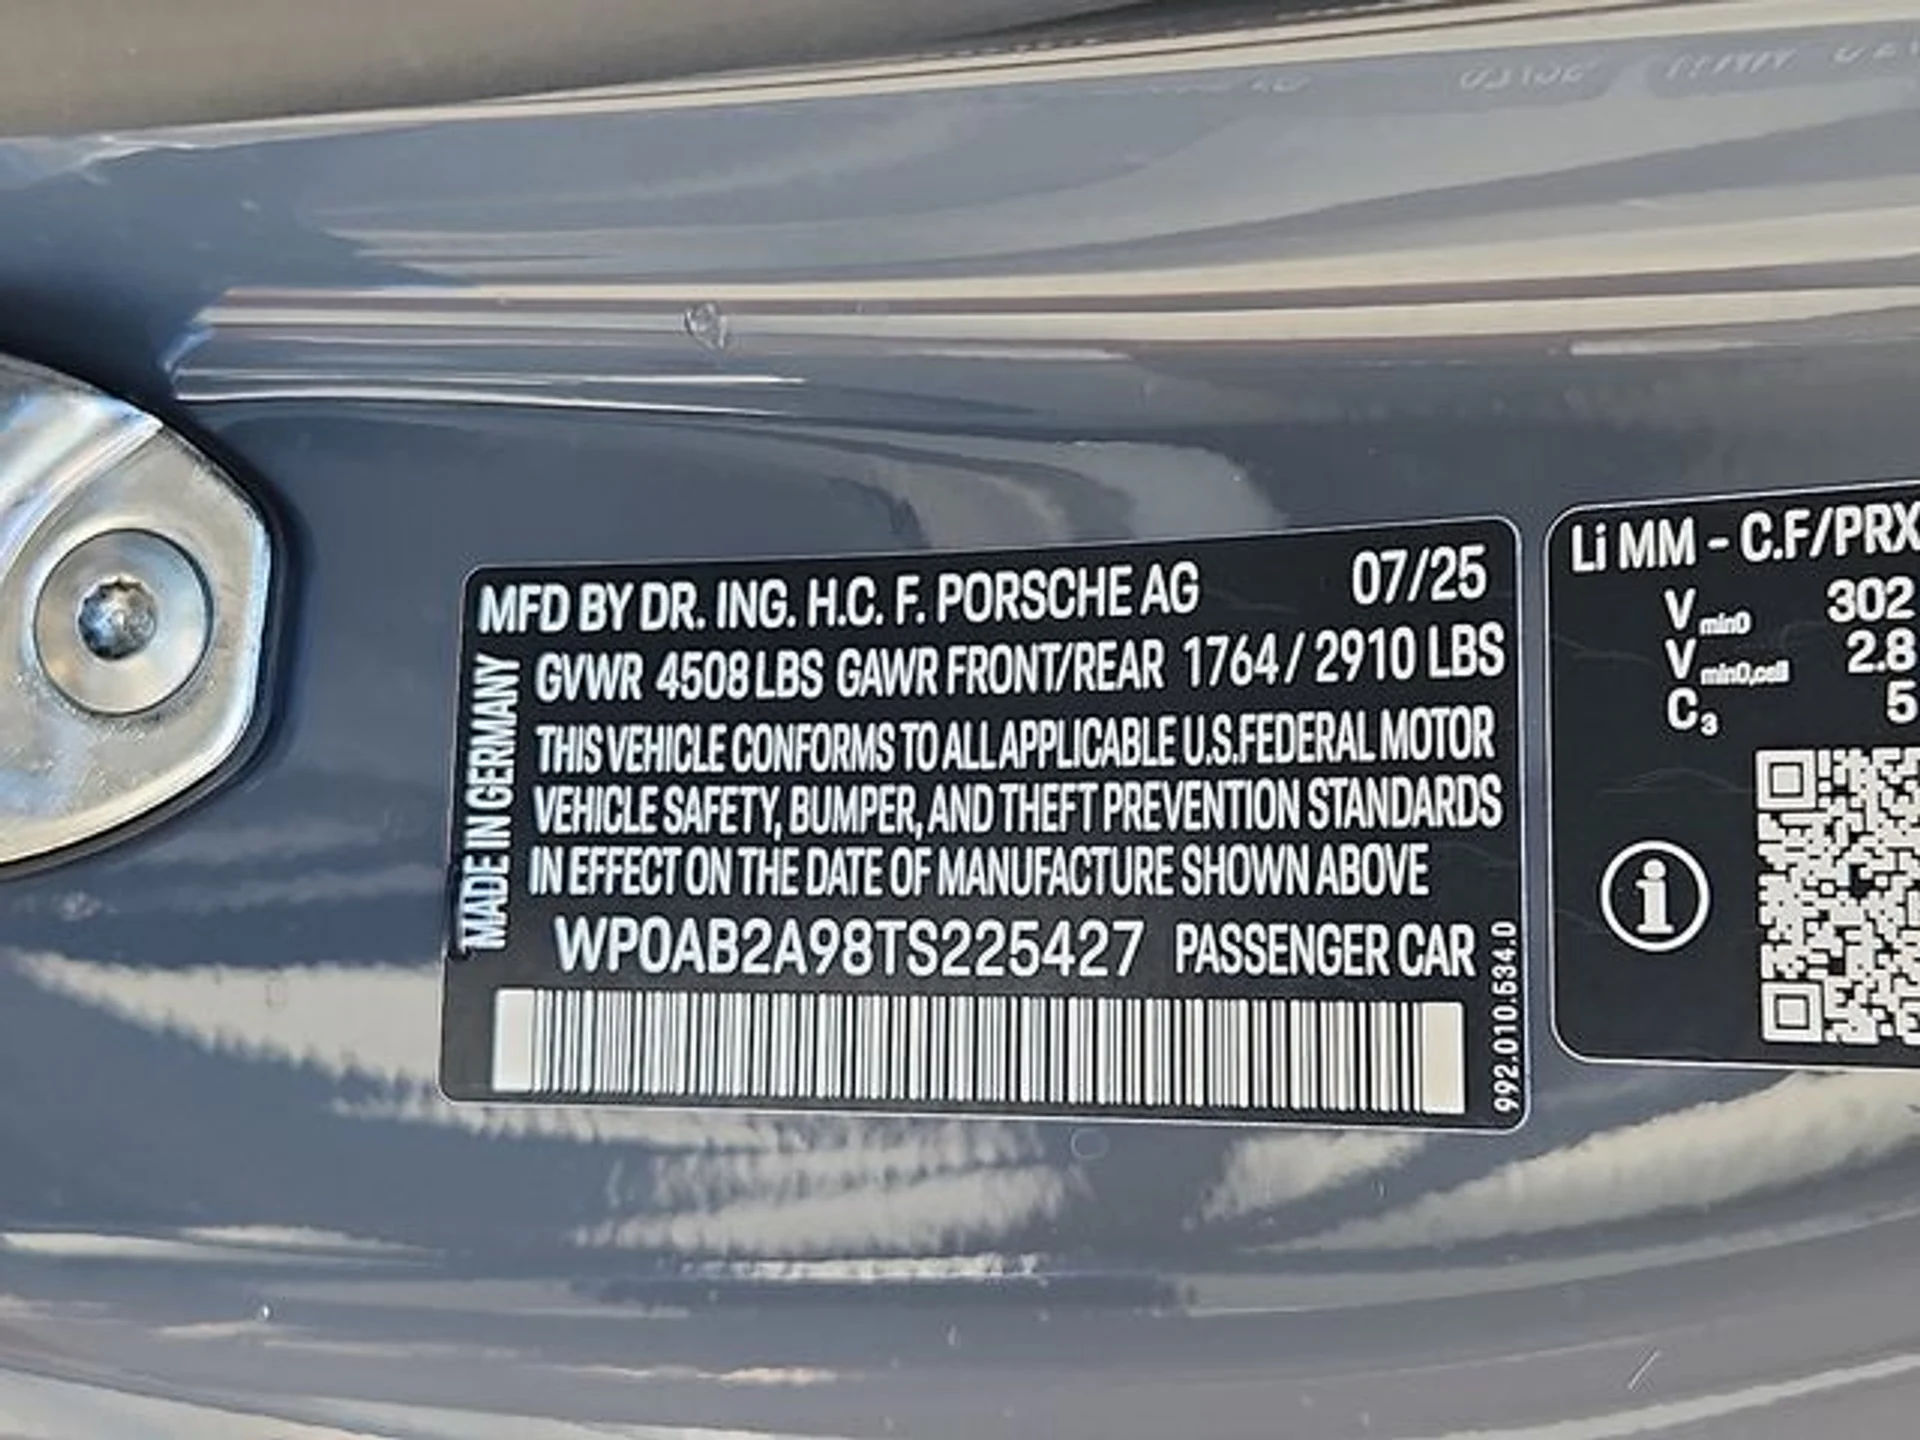 MFD BY DR. ING. H.C. F. PORSCHE AG 07/25
GVWR 4508 LBS GAWR FRONT/REAR 1764 / 2910 LBS
THIS VEHICLE CONFORMS TO ALL APPLICABLE U.S.FEDERAL MOTOR
VEHICLE SAFETY, BUMPER, AND THEFT PREVENTION STANDARDS
IN EFFECT ON THE DATE OF MANUFACTURE SHOWN ABOVE
WP0AB2A98TS225427 PASSENGER CAR
MADE IN GERMANY
992.010.534.0
Li MM - C.F/PRX
Vmin0 302
Vmin0,cell 2.8
C3 5
i